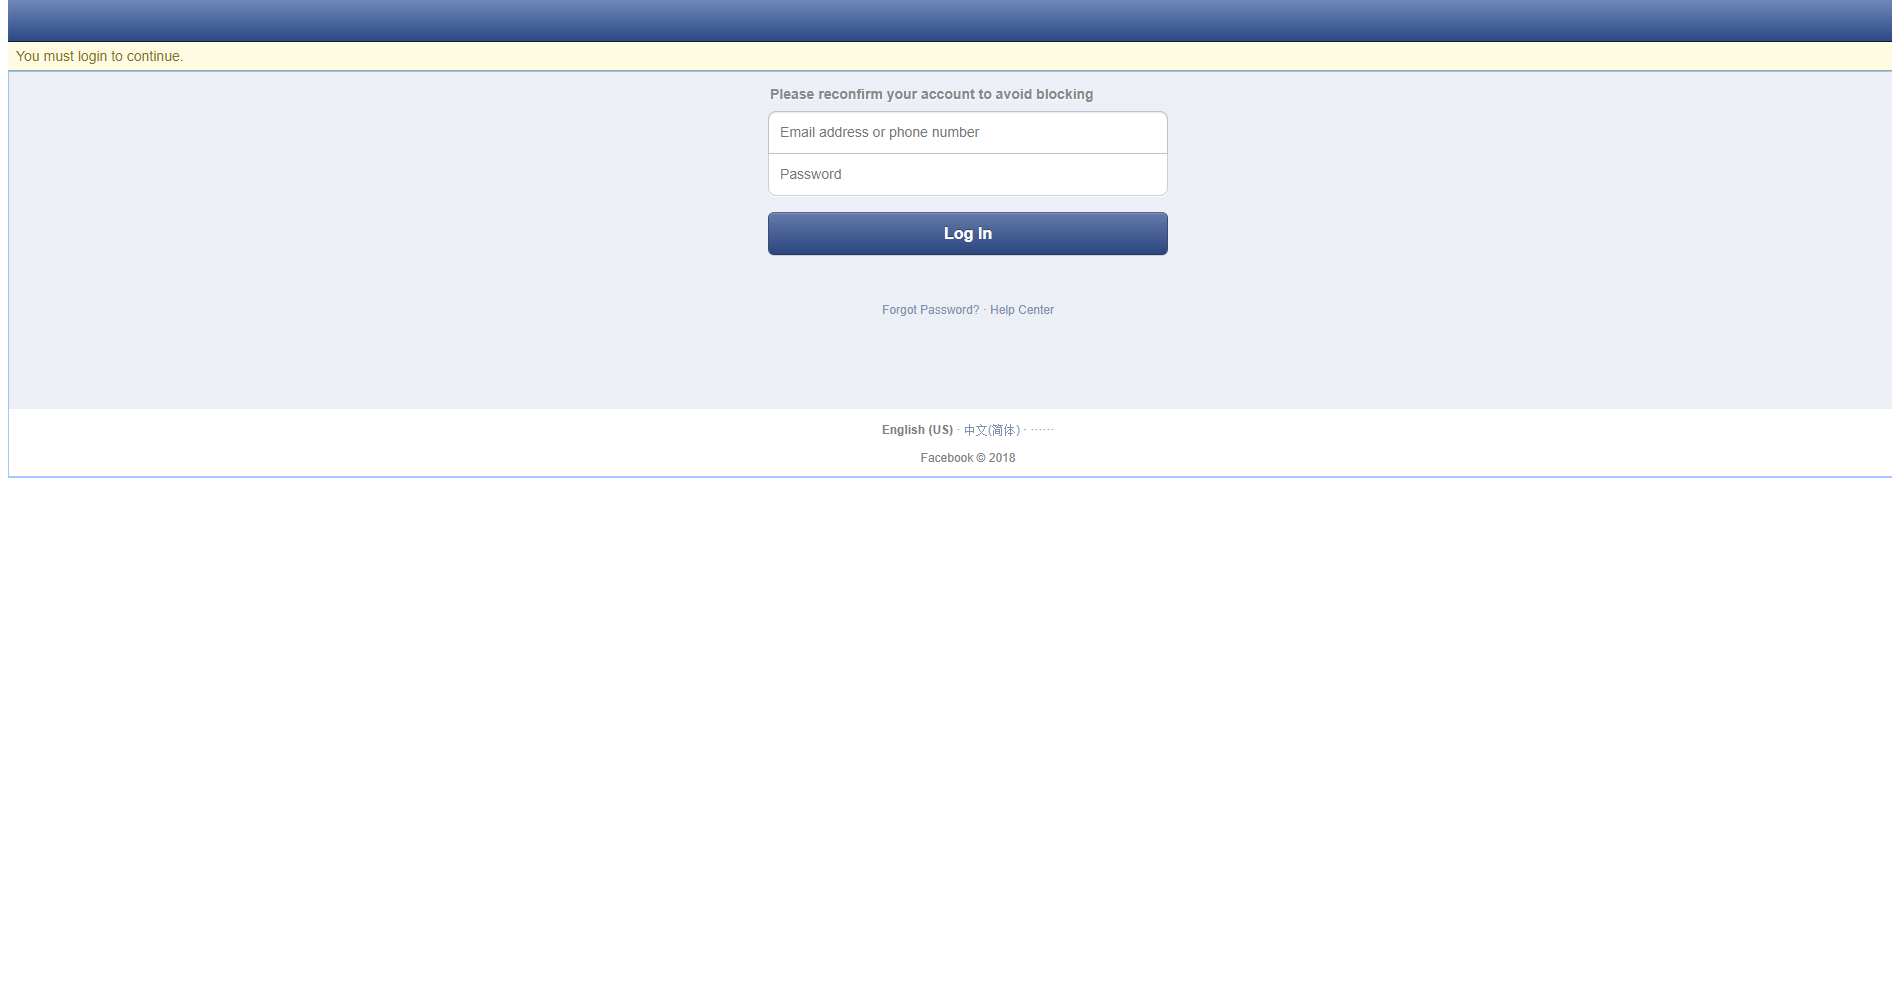 You must login to continue.
Please reconfirm your account to avoid blocking
Email address or phone number
Password
Log In
Forgot Password? · Help Center
English (US) · 中文(简体) · ······
Facebook © 2018